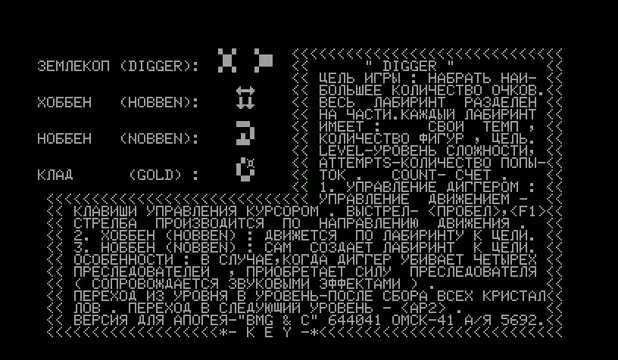 ЗЕМЛЕКОП (DIGGER):
ХОББЕН (HOBBEN):
НОББЕН (NOBBEN):
КЛАД (GOLD) :
" DIGGER "
ЦЕЛЬ ИГРЫ : НАБРАТЬ НАИ-
БОЛЬШЕЕ КОЛИЧЕСТВО ОЧКОВ.
ВЕСЬ ЛАБИРИНТ РАЗДЕЛЕН
НА ЧАСТИ.КАЖДЫЙ ЛАБИРИНТ
ИМЕЕТ : СВОЙ ТЕМП ,
КОЛИЧЕСТВО ФИГУР , ЦЕЛЬ.
LEVEL-УРОВЕНЬ СЛОЖНОСТИ.
ATTEMPTS-КОЛИЧЕСТВО ПОПЫ-
ТОК . COUNT- СЧЕТ .
1. УПРАВЛЕНИЕ ДИГГЕРОМ :
УПРАВЛЕНИЕ ДВИЖЕНИЕМ -
КЛАВИШИ УПРАВЛЕНИЯ КУРСОРОМ . ВЫСТРЕЛ- <ПРОБЕЛ>,<F1>
СТРЕЛЬБА ПРОИЗВОДИТСЯ ПО НАПРАВЛЕНИЮ ДВИЖЕНИЯ .
2. ХОББЕН (HOBBEN) : ДВИЖЕТСЯ ПО ЛАБИРИНТУ К ЦЕЛИ.
3. НОББЕН (NOBBEN) : САМ СОЗДАЕТ ЛАБИРИНТ К ЦЕЛИ.
ОСОБЕННОСТИ : В СЛУЧАЕ,КОГДА ДИГГЕР УБИВАЕТ ЧЕТЫРЕХ
ПРЕСЛЕДОВАТЕЛЕЙ , ПРИОБРЕТАЕТ СИЛУ ПРЕСЛЕДОВАТЕЛЯ
( СОПРОВОЖДАЕТСЯ ЗВУКОВЫМИ ЭФФЕКТАМИ ) .
ПЕРЕХОД ИЗ УРОВНЯ В УРОВЕНЬ-ПОСЛЕ СБОРА ВСЕХ КРИСТАЛ
ЛОВ . ПЕРЕХОД В СЛЕДУЮЩИЙ УРОВЕНЬ - <АР2> .
ВЕРСИЯ ДЛЯ АПОГЕЯ-"BMG & C" 644041 ОМСК-41 А/Я 5692.
*- K E Y -*